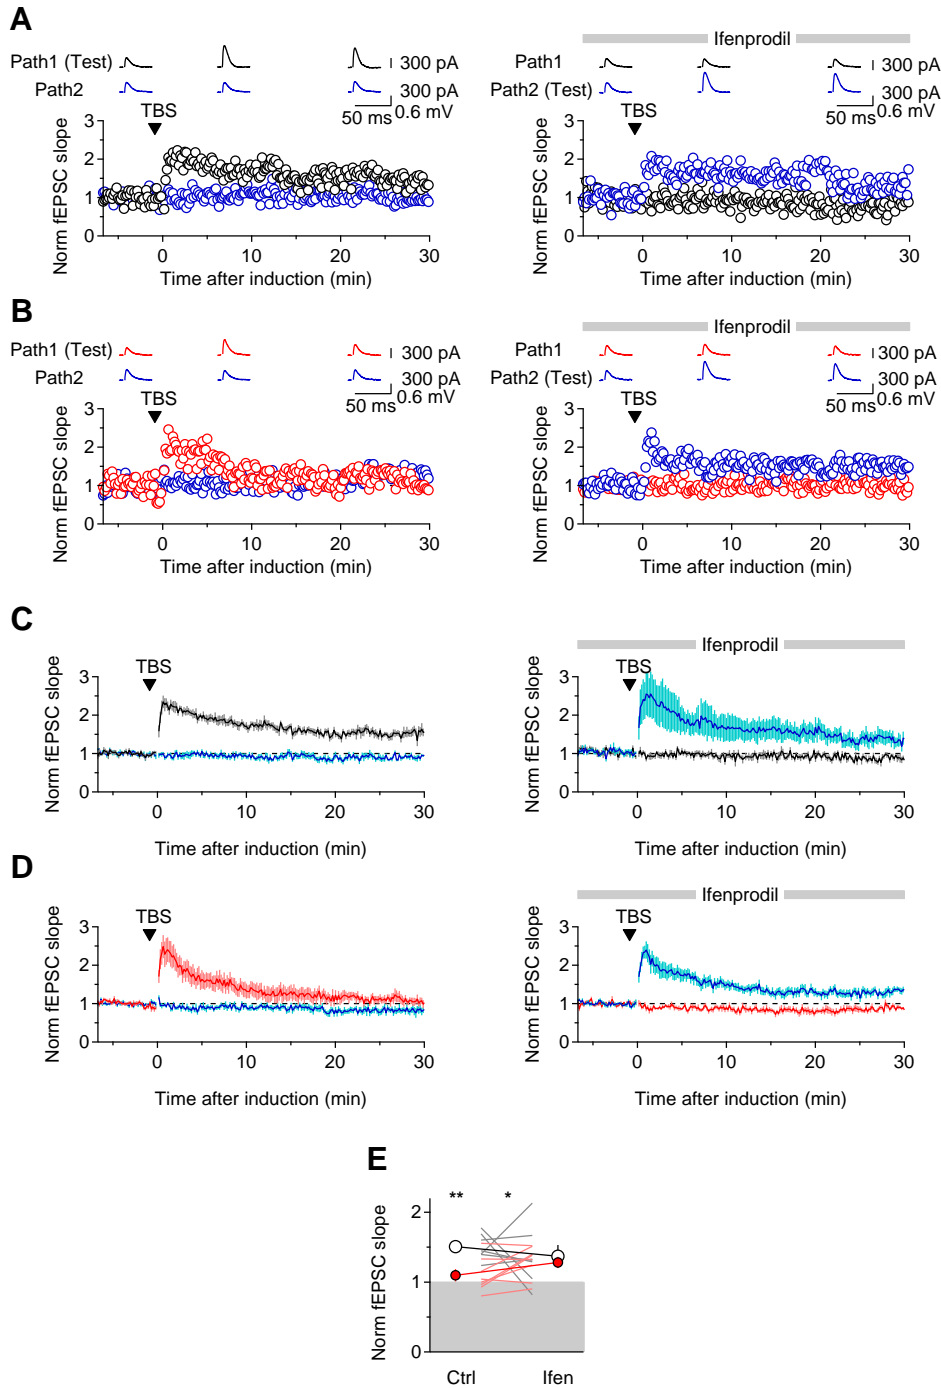 A
Ifenprodil
Path1 (Test)
300 pA
Path2
300 pA
50 ms
0.6 mV
TBS
Path1
300 pA
Path2 (Test)
300 pA
50 ms
0.6 mV
TBS
Norm fEPSC slope
3
2
1
0
0
10
20
30
Time after induction (min)
Norm fEPSC slope
3
2
1
0
0
10
20
30
Time after induction (min)
B
Ifenprodil
Path1 (Test)
300 pA
Path2
300 pA
50 ms
0.6 mV
TBS
Path1
300 pA
Path2 (Test)
300 pA
50 ms
0.6 mV
TBS
Norm fEPSC slope
3
2
1
0
0
10
20
30
Time after induction (min)
Norm fEPSC slope
3
2
1
0
0
10
20
30
Time after induction (min)
C
Ifenprodil
TBS
Norm fEPSC slope
3
2
1
0
0
10
20
30
Time after induction (min)
TBS
Norm fEPSC slope
3
2
1
0
0
10
20
30
Time after induction (min)
D
Ifenprodil
TBS
Norm fEPSC slope
3
2
1
0
0
10
20
30
Time after induction (min)
TBS
Norm fEPSC slope
3
2
1
0
0
10
20
30
Time after induction (min)
E
** *
Norm fEPSC slope
2
1
0
Ctrl
Ifen